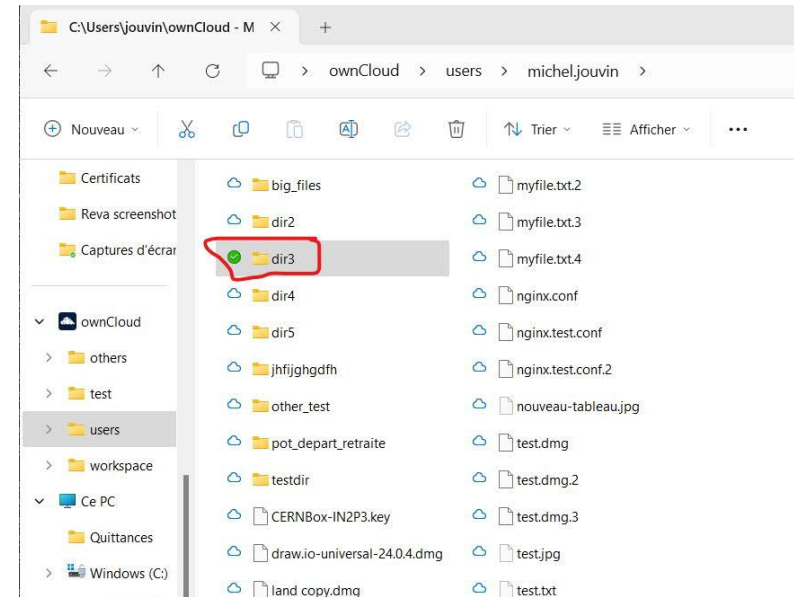 C:\Users\jouvin\ownCloud - M
ownCloud > users > michel.jouvin >
Nouveau
Trier
Afficher
Certificats
Reva screenshot
Captures d'écrar
ownCloud
others
test
users
workspace
Ce PC
Quittances
Windows (C:)
big_files
dir2
dir3
dir4
dir5
jhfijghgdfh
other_test
pot_depart_retraite
testdir
CERNBox-IN2P3.key
draw.io-universal-24.0.4.dmg
land copy.dmg
myfile.txt.2
myfile.txt.3
myfile.txt.4
nginx.conf
nginx.test.conf
nginx.test.conf.2
nouveau-tableau.jpg
test.dmg
test.dmg.2
test.dmg.3
test.jpg
test.txt